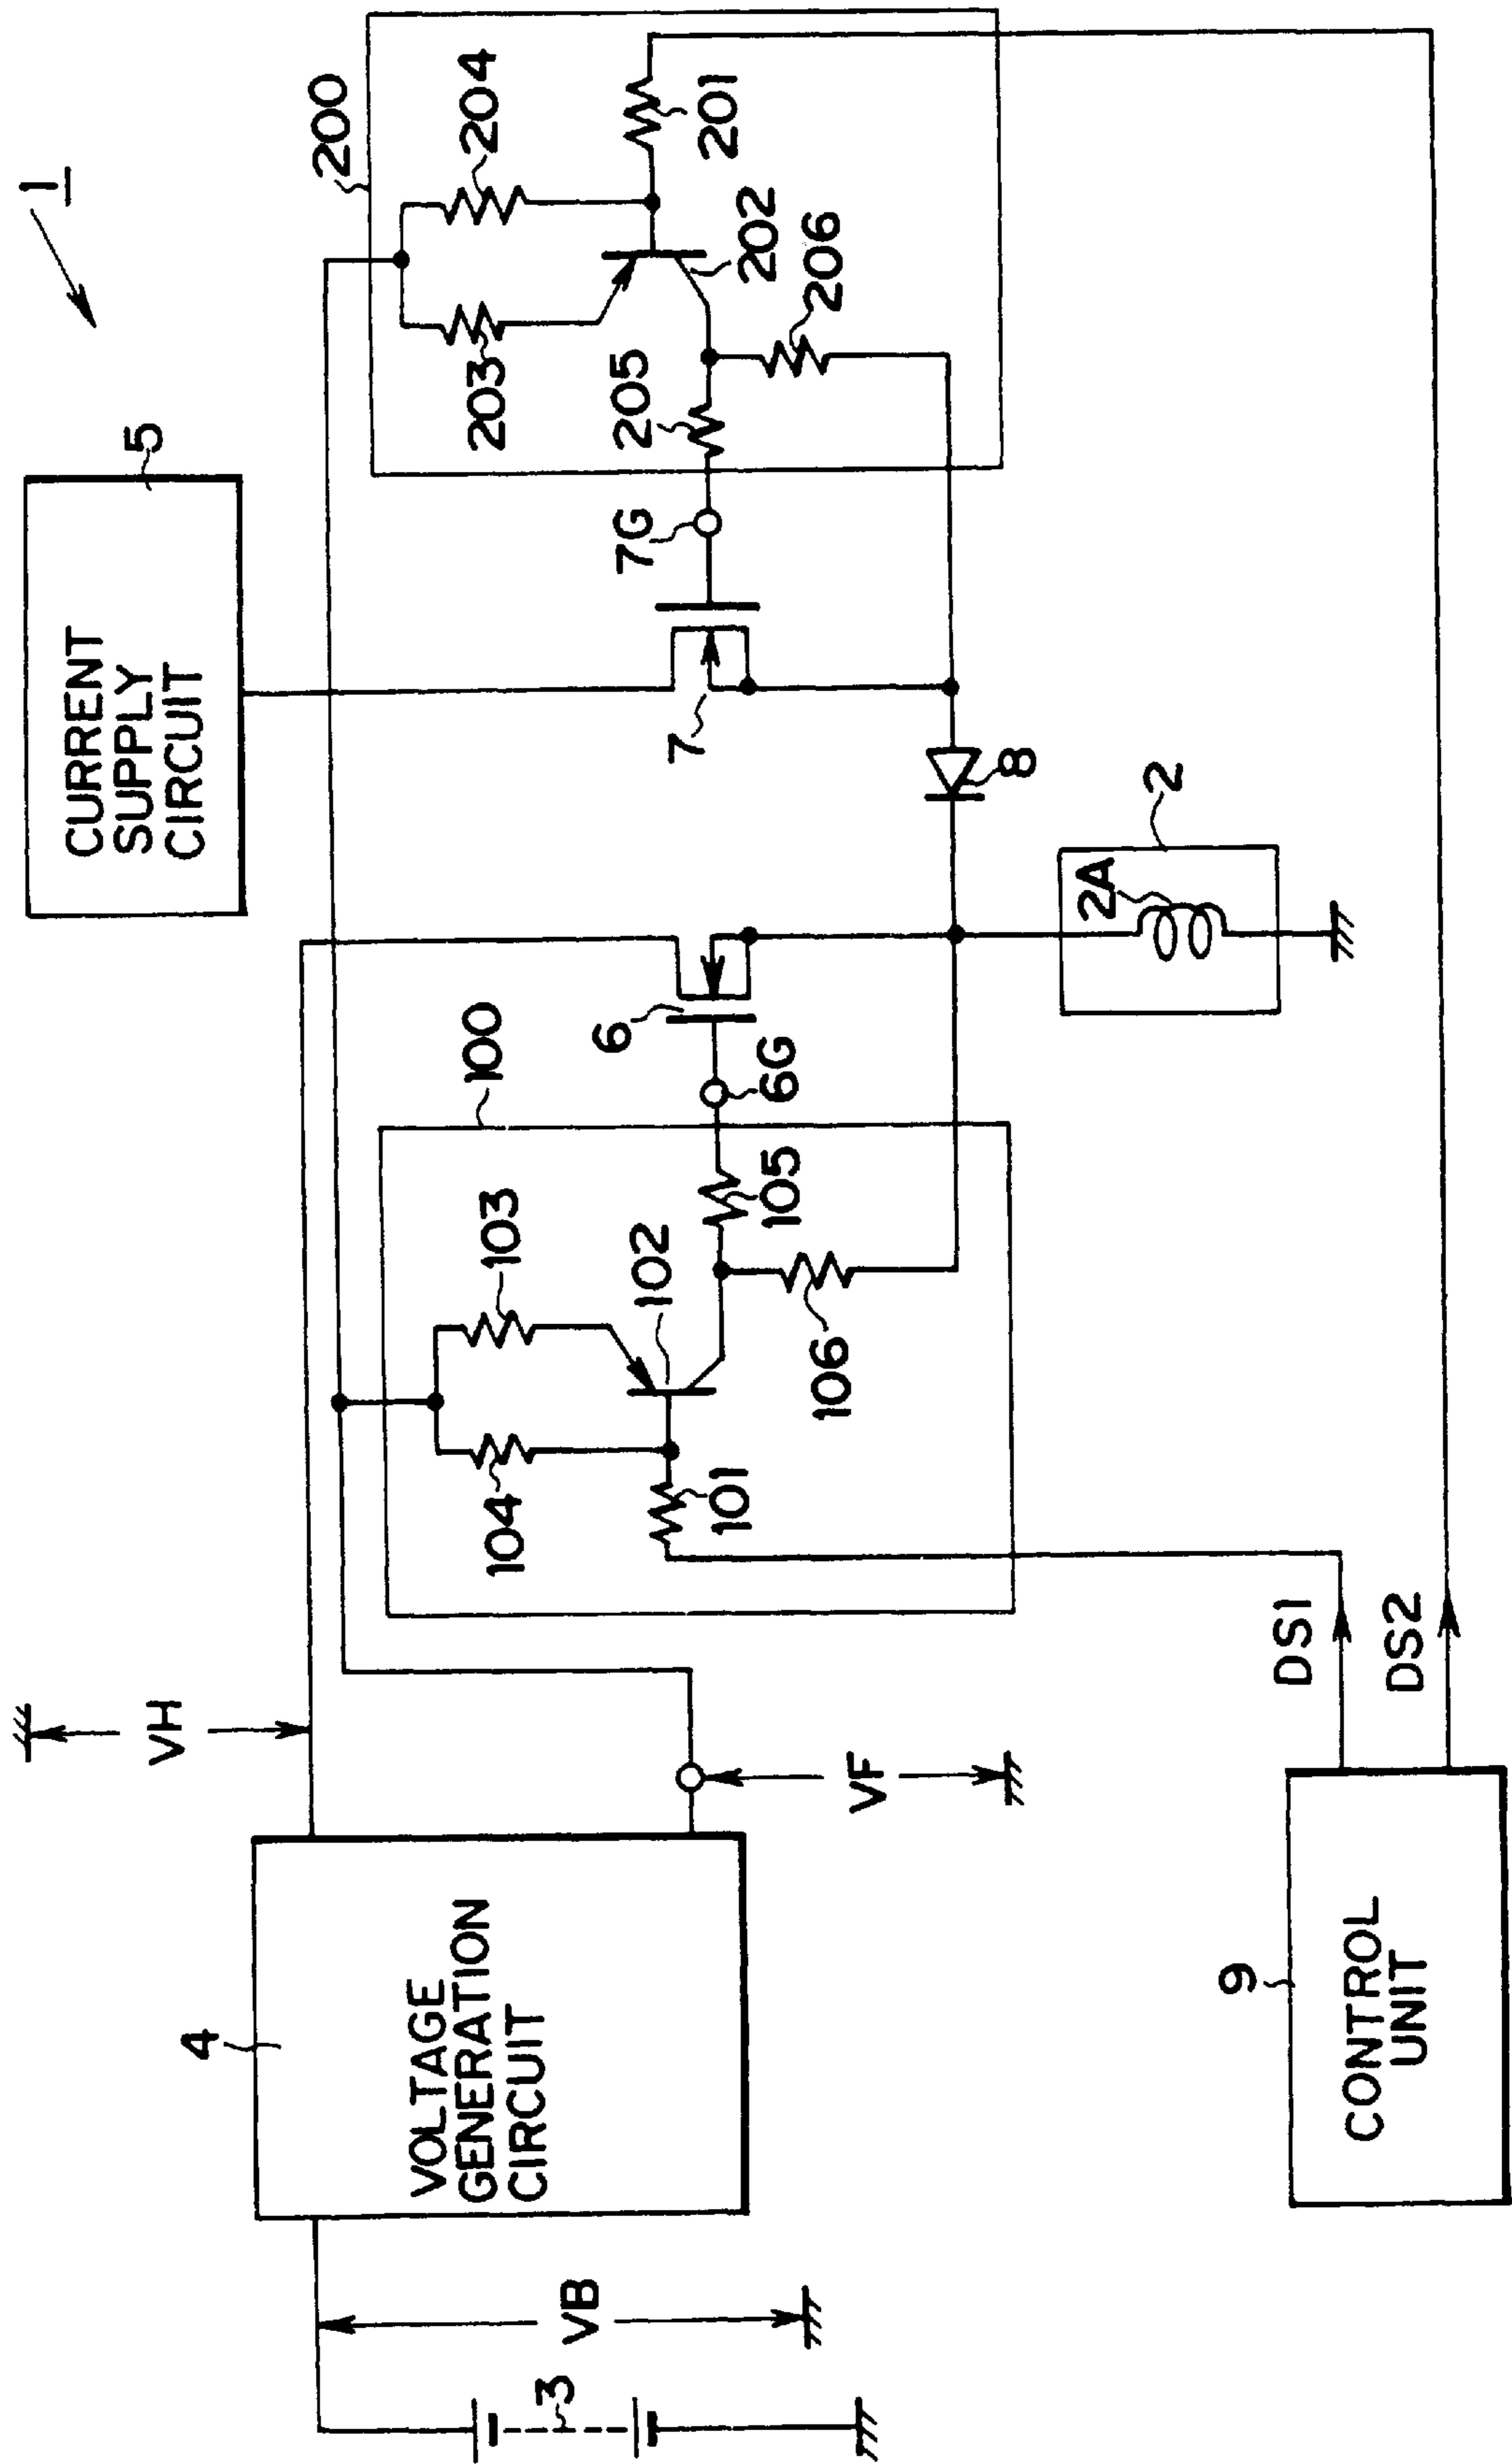 1
CURRENT
SUPPLY
CIRCUIT
5
200
204
203
201
202
205
206
7G
7
8
2
2A
6
6G
100
103
104
102
101
105
106
VH
VF
DS1
DS2
4
VOLTAGE
GENERATION
CIRCUIT
9
CONTROL
UNIT
VB
3